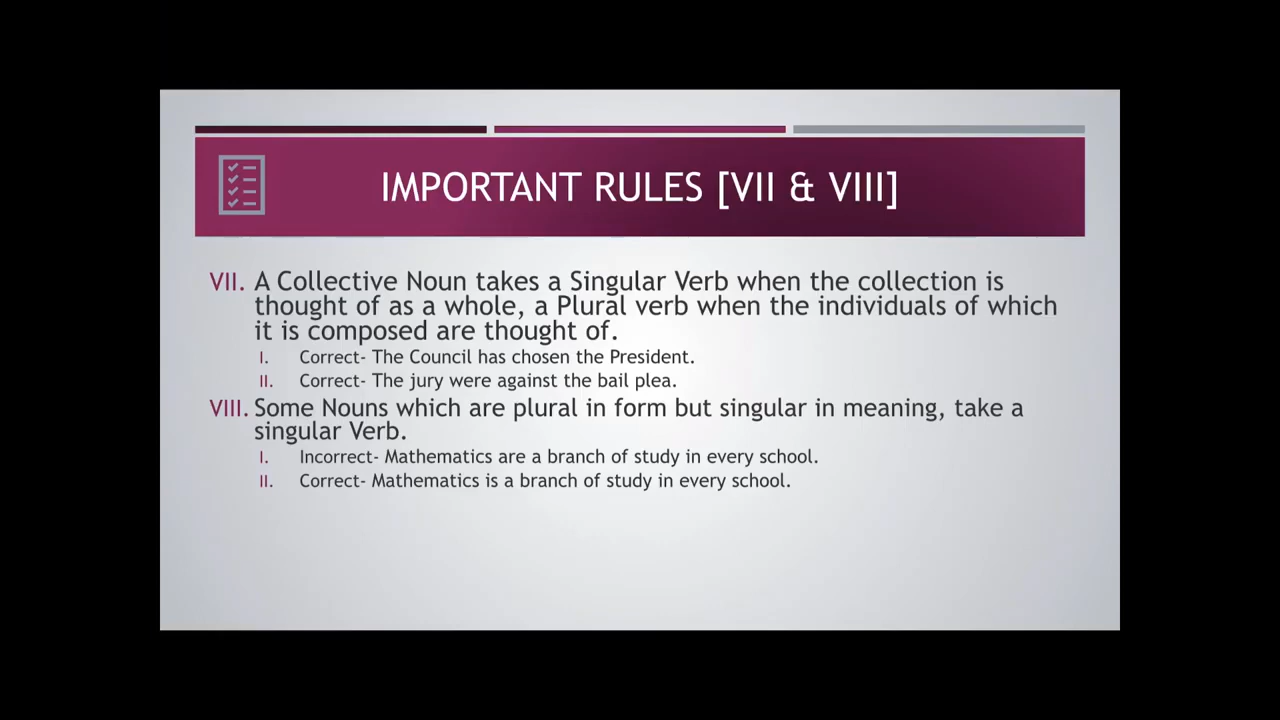 IMPORTANT RULES [VII & VIII]
VII. A Collective Noun takes a Singular Verb when the collection is
thought of as a whole, a Plural verb when the individuals of which
it is composed are thought of.
I. Correct- The Council has chosen the President.
II. Correct- The jury were against the bail plea.
VIII. Some Nouns which are plural in form but singular in meaning, take a
singular Verb.
I. Incorrect- Mathematics are a branch of study in every school.
II. Correct- Mathematics is a branch of study in every school.